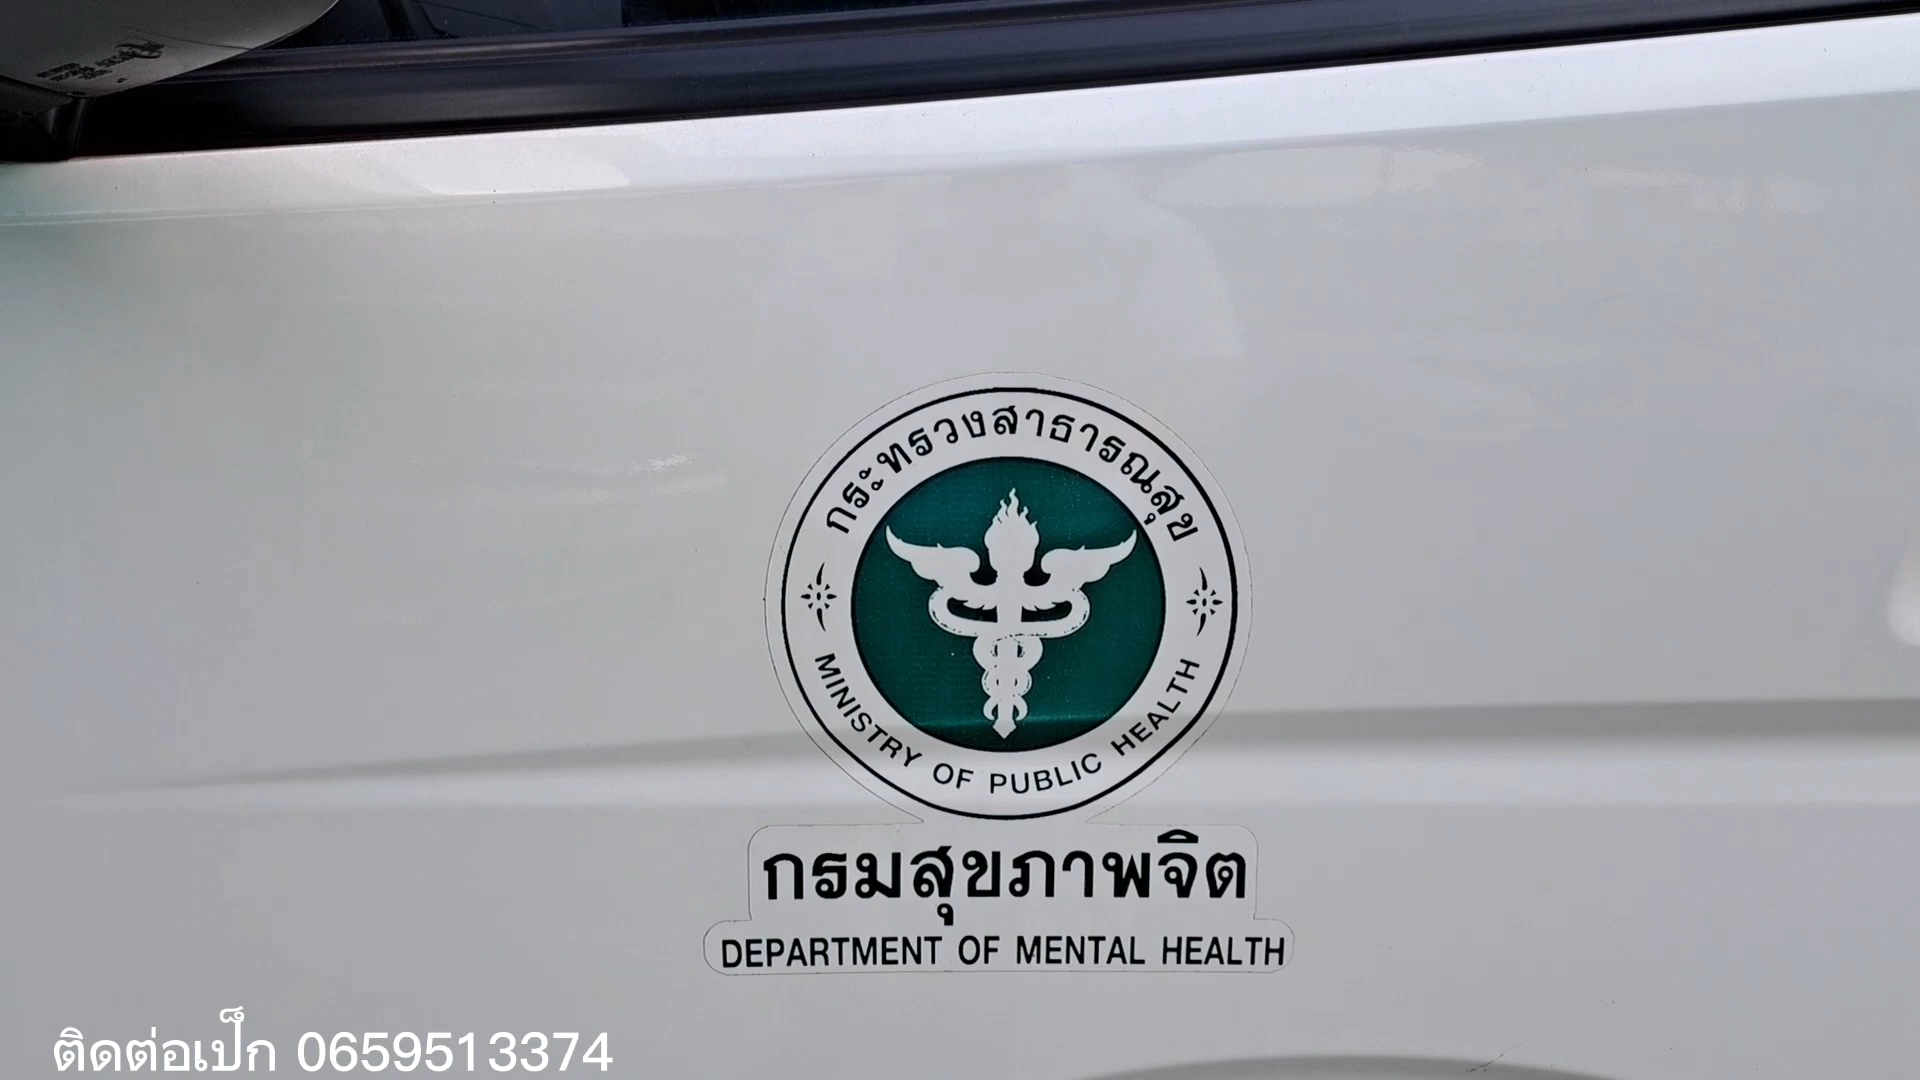 กระทรวงสาธารณสุข
MINISTRY OF PUBLIC HEALTH
กรมสุขภาพจิต
DEPARTMENT OF MENTAL HEALTH
ติดต่อเป็ก 0659513374